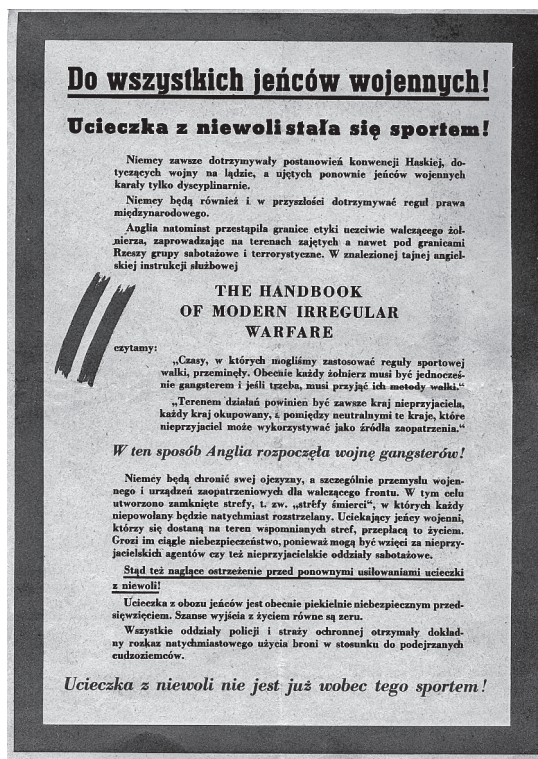 Do wszystkich jeńców wojennych!
Ucieczka z niewoli stała się sportem!
Niemcy zawsze dotrzymywały postanowień konwencji Haskiej, do-
tyczących wojny na lądzie, a ujętych ponownie jeńców wojennych
karały tylko dyscyplinarnie.
Niemcy będą również i w przyszłości dotrzymywać reguł prawa
międzynarodowego.
Anglia natomiast przestąpiła granice etyki uczciwie walczącego żoł-
nierza, zaprowadzając na terenach zajętych a nawet pod granicami
Rzeszy grupy sabotażowe i terrorystyczne. W znalezionej tajnej angiel-
skiej instrukcji służbowej
THE HANDBOOK
OF MODERN IRREGULAR
WARFARE
czytamy:
„Czasy, w których mogliśmy zastosować reguły sportowej
walki, przeminęły. Obecnie każdy żołnierz musi być jednocześ-
nie gangsterem i jeśli trzeba, musi przyjąć ich metody walki.“
„Terenem działań powinien być zawsze kraj nieprzyjaciela,
każdy kraj okupowany, i pomiędzy neutralnymi te kraje, które
nieprzyjaciel może wykorzystywać jako źródła zaopatrzenia.“
W ten sposób Anglia rozpoczęła wojnę gangsterów!
Niemcy będą chronić swej ojczyzny, a szczególnie przemysłu wojen-
nego i urządzeń zaopatrzeniowych dla walczącego frontu. W tym celu
utworzono zamknięte strefy, t. zw. „strefy śmierci“, w których każdy
niepowołany będzie natychmiast rozstrzelany. Uciekający jeńcy wojenni,
którzy się dostaną na teren wspomnianych stref, przepłacą to życiem.
Grozi im ciągle niebezpieczeństwo, ponieważ mogą być wzięci za nieprzy-
jacielskich agentów czy też nieprzyjacielskie oddziały sabotażowe.
Stąd też naglące ostrzeżenie przed ponownymi usiłowaniami ucieczki
z niewoli!
Ucieczka z obozu jeńców jest obecnie piekielnie niebezpiecznym przed-
sięwzięciem. Szanse wyjścia z życiem równe są zeru.
Wszystkie oddziały policji i straży ochronnej otrzymały dokład-
ny rozkaz natychmiastowego użycia broni w stosunku do podejrzanych
cudzoziemców.
Ucieczka z niewoli nie jest już wobec tego sportem!